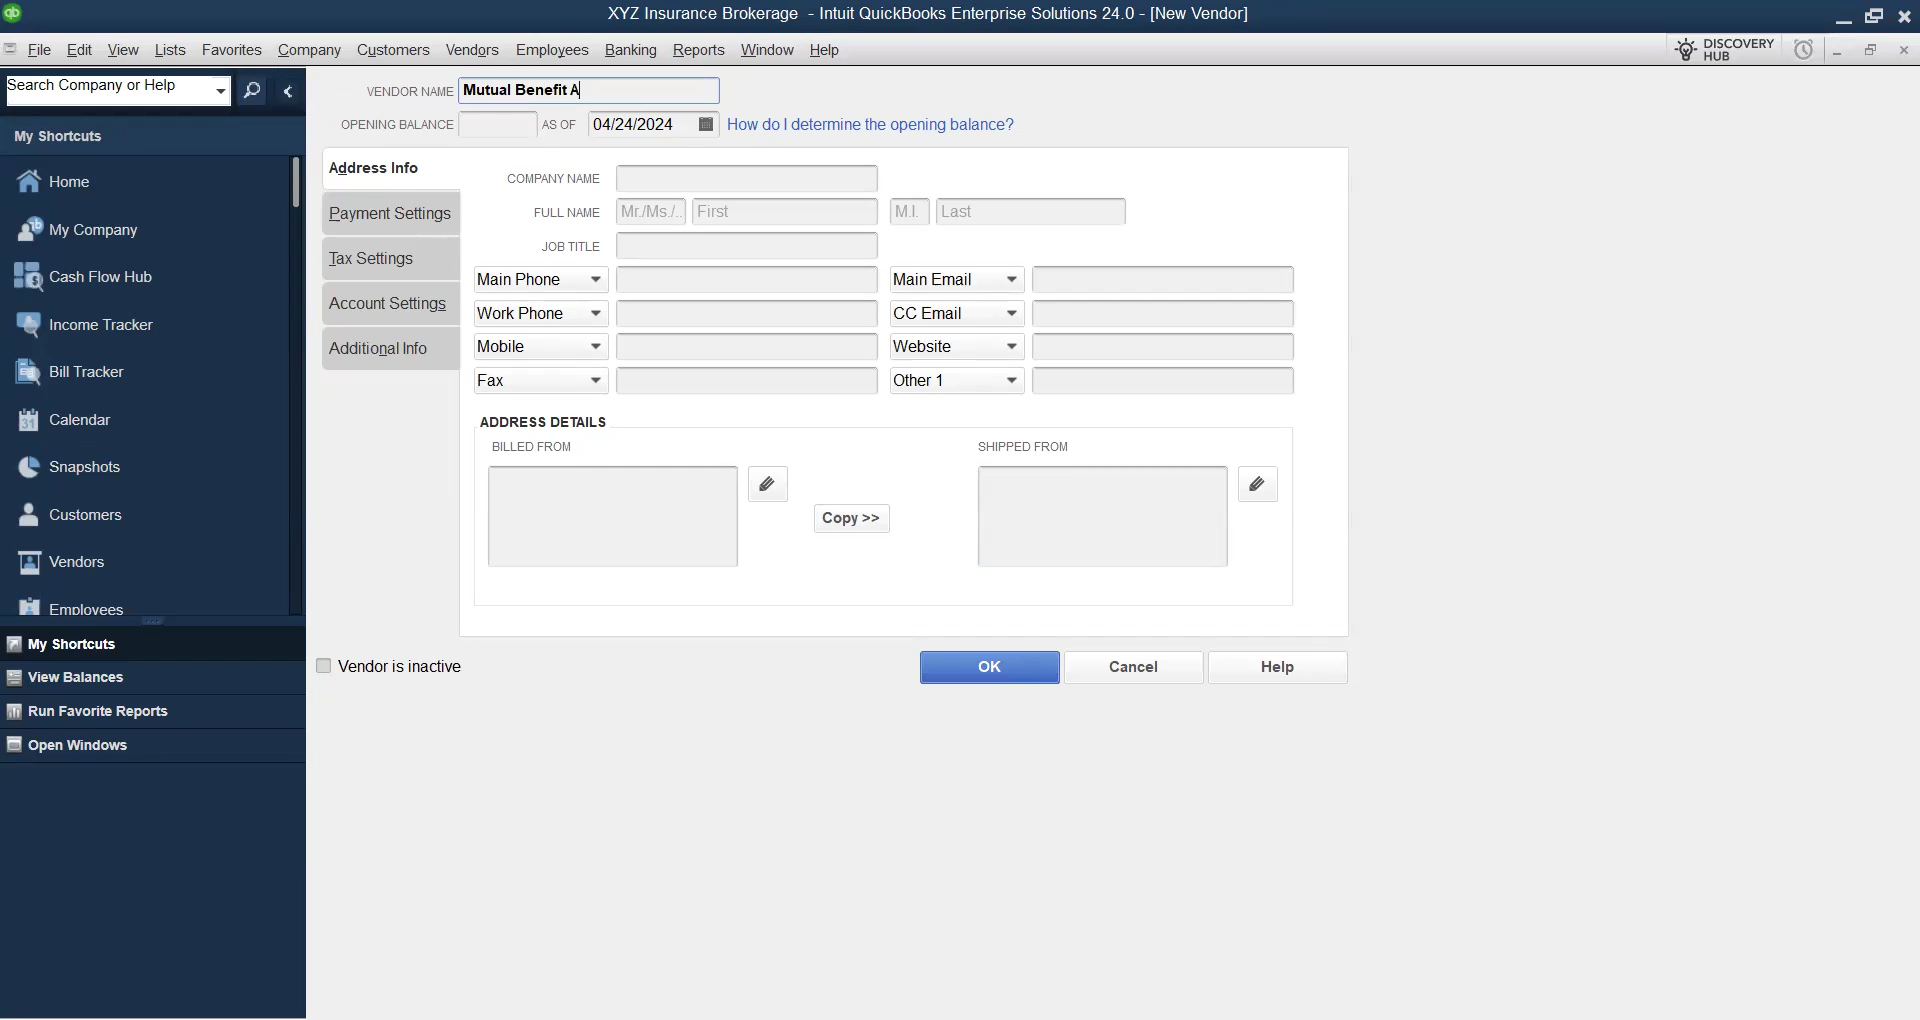 XYZ Insurance Brokerage - Intuit QuickBooks Enterprise Solutions 24.0 - [New Vendor]
File Edit View Lists Favorites Company Customers Vendors Employees Banking Reports Window Help
DISCOVERY HUB
Search Company or Help
My Shortcuts
Home
My Company
Cash Flow Hub
Income Tracker
Bill Tracker
Calendar
Snapshots
Customers
Vendors
Employees
My Shortcuts
View Balances
Run Favorite Reports
Open Windows
VENDOR NAME Mutual Benefit A
OPENING BALANCE AS OF 04/24/2024 How do I determine the opening balance?
Address Info
Payment Settings
Tax Settings
Account Settings
Additional Info
COMPANY NAME
FULL NAME Mr./Ms./.. First M.I. Last
JOB TITLE
Main Phone Main Email
Work Phone CC Email
Mobile Website
Fax Other 1
ADDRESS DETAILS
BILLED FROM SHIPPED FROM
Copy >>
Vendor is inactive
OK Cancel Help